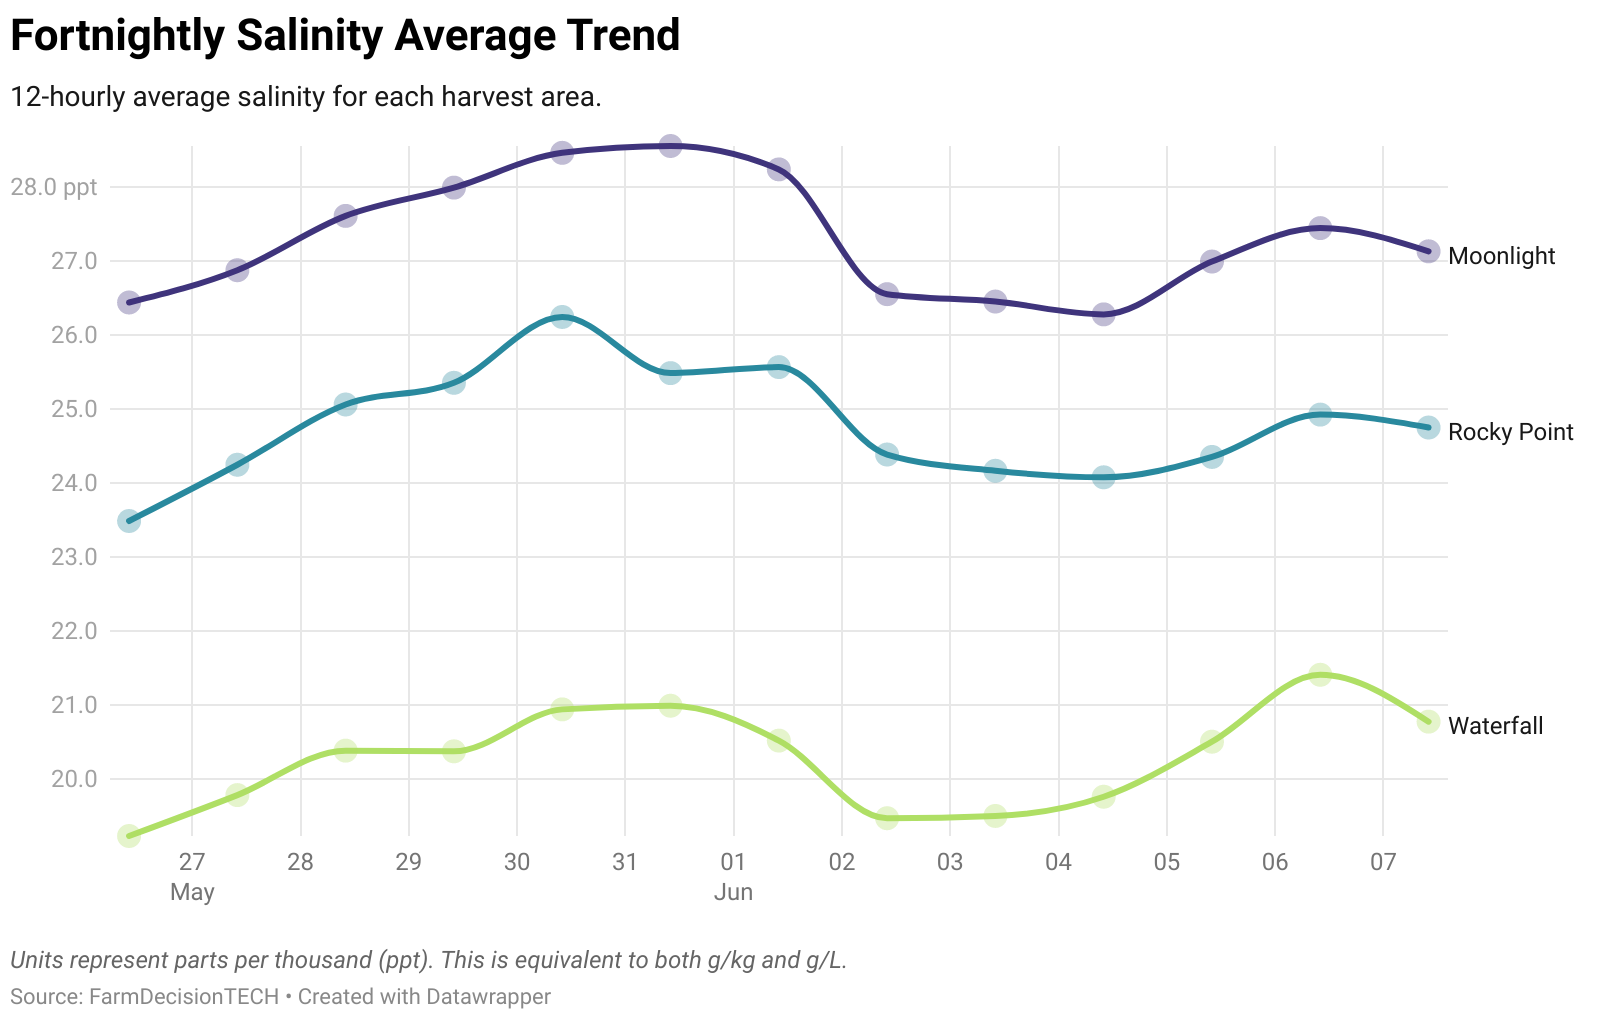 Fortnightly Salinity Average Trend
12-hourly average salinity for each harvest area.
28.0 ppt
27.0
26.0
25.0
24.0
23.0
22.0
21.0
20.0
Moonlight
Rocky Point
Waterfall
27 28 29 30 31 01 02 03 04 05 06 07
May Jun
Units represent parts per thousand (ppt). This is equivalent to both g/kg and g/L.
Source: FarmDecisionTECH • Created with Datawrapper